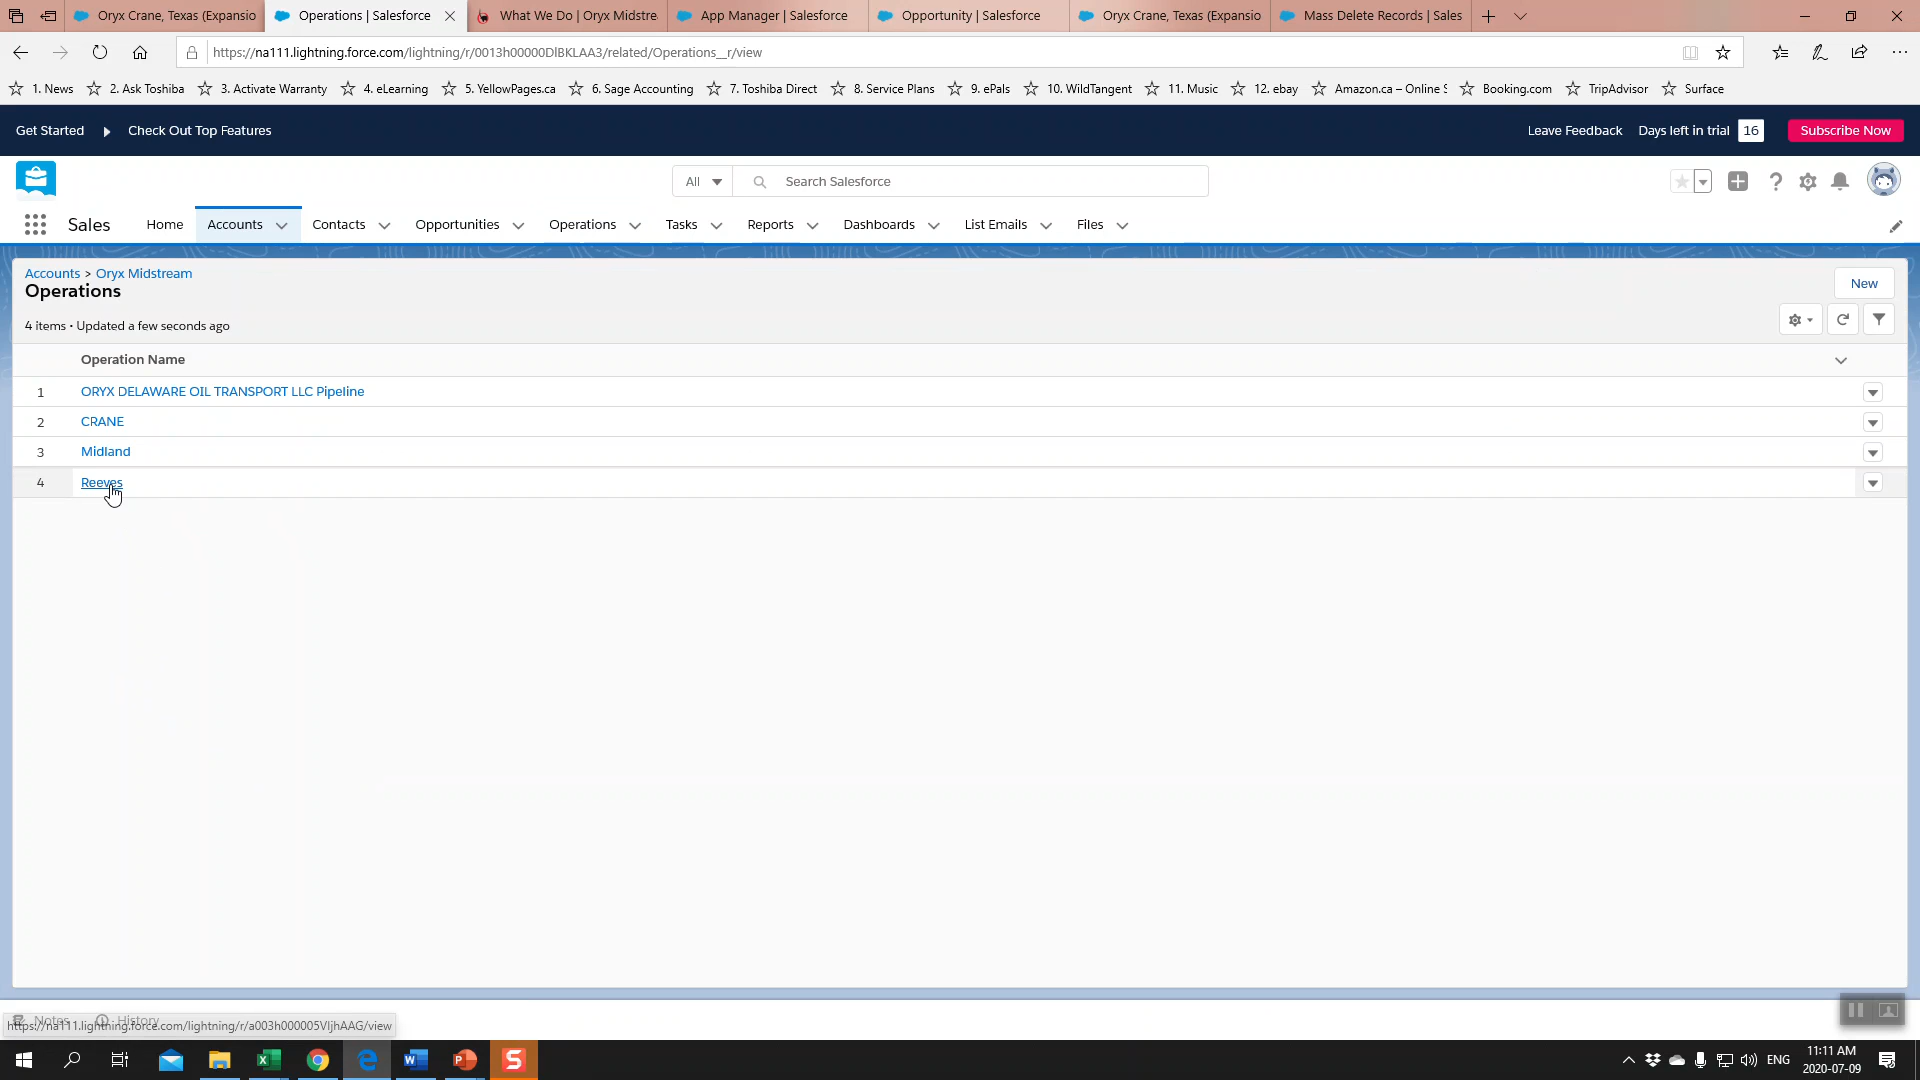 Oryx Crane, Texas (Expansio
Operations | Salesforce
What We Do | Oryx Midstre
App Manager | Salesforce
Opportunity | Salesforce
Oryx Crane, Texas (Expansio
Mass Delete Records | Sales
https://na111.lightning.force.com/lightning/r/0013h00000DlBKLAA3/related/Operations__r/view
1. News
2. Ask Toshiba
3. Activate Warranty
4. eLearning
5. YellowPages.ca
6. Sage Accounting
7. Toshiba Direct
8. Service Plans
9. ePals
10. WildTangent
11. Music
12. ebay
Amazon.ca – Online S
Booking.com
TripAdvisor
Surface
Get Started
Check Out Top Features
Leave Feedback
Days left in trial 16
Subscribe Now
All
Search Salesforce
Sales
Home
Accounts
Contacts
Opportunities
Operations
Tasks
Reports
Dashboards
List Emails
Files
Accounts > Oryx Midstream
Operations
New
4 items • Updated a few seconds ago
Operation Name
1 ORYX DELAWARE OIL TRANSPORT LLC Pipeline
2 CRANE
3 Midland
4 Reeves
Notes
History
https://na111.lightning.force.com/lightning/r/a003h000005VljhAAG/view
ENG
11:11 AM
2020-07-09